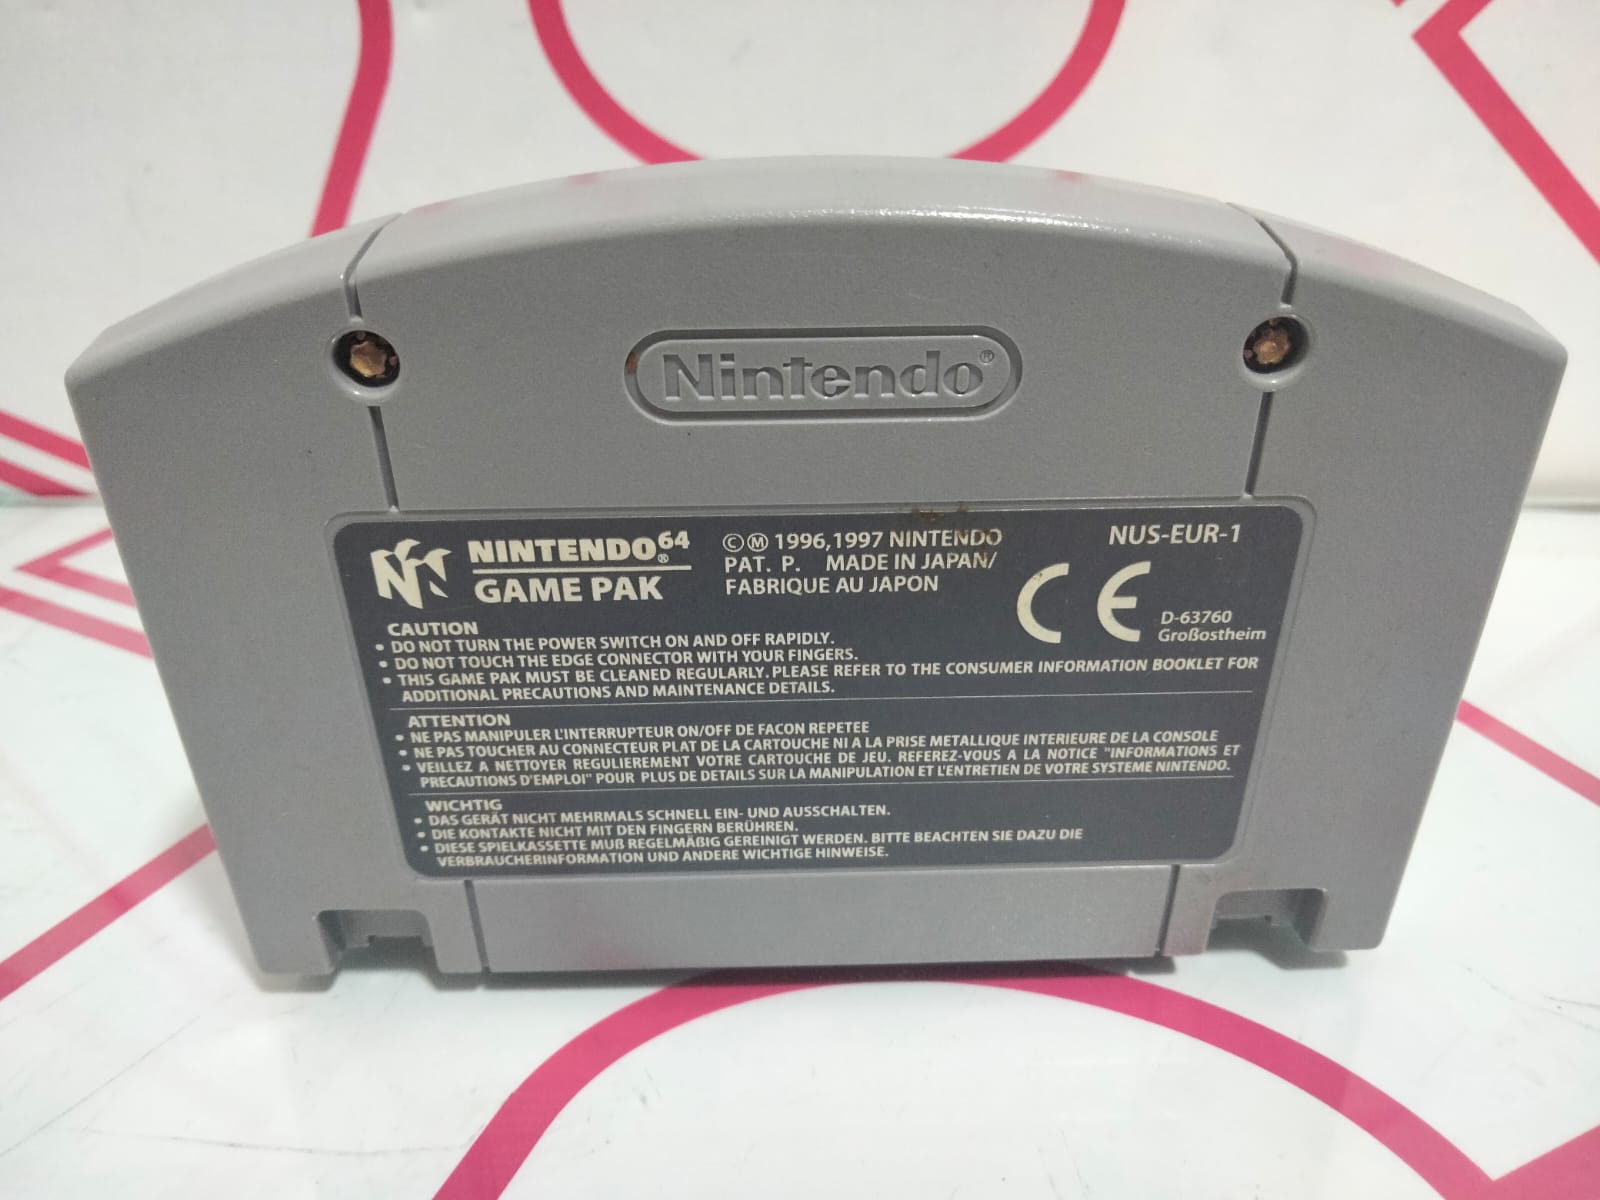 Nintendo®
NINTENDO64®
GAME PAK
©Ⓜ 1996,1997 NINTENDO
PAT. P. MADE IN JAPAN/
FABRIQUE AU JAPON
NUS-EUR-1
CE
D-63760
Großostheim
CAUTION
• DO NOT TURN THE POWER SWITCH ON AND OFF RAPIDLY.
• DO NOT TOUCH THE EDGE CONNECTOR WITH YOUR FINGERS.
• THIS GAME PAK MUST BE CLEANED REGULARLY. PLEASE REFER TO THE CONSUMER INFORMATION BOOKLET FOR
ADDITIONAL PRECAUTIONS AND MAINTENANCE DETAILS.
ATTENTION
• NE PAS MANIPULER L'INTERRUPTEUR ON/OFF DE FACON REPETEE
• NE PAS TOUCHER AU CONNECTEUR PLAT DE LA CARTOUCHE NI A LA PRISE METALLIQUE INTERIEURE DE LA CONSOLE
• VEILLEZ A NETTOYER REGULIEREMENT VOTRE CARTOUCHE DE JEU. REFEREZ-VOUS A LA NOTICE "INFORMATIONS ET
PRECAUTIONS D'EMPLOI" POUR PLUS DE DETAILS SUR LA MANIPULATION ET L'ENTRETIEN DE VOTRE SYSTEME NINTENDO.
WICHTIG
• DAS GERÄT NICHT MEHRMALS SCHNELL EIN- UND AUSSCHALTEN.
• DIE KONTAKTE NICHT MIT DEN FINGERN BERÜHREN.
• DIESE SPIELKASSETTE MUß REGELMÄßIG GEREINIGT WERDEN. BITTE BEACHTEN SIE DAZU DIE
VERBRAUCHERINFORMATION UND ANDERE WICHTIGE HINWEISE.